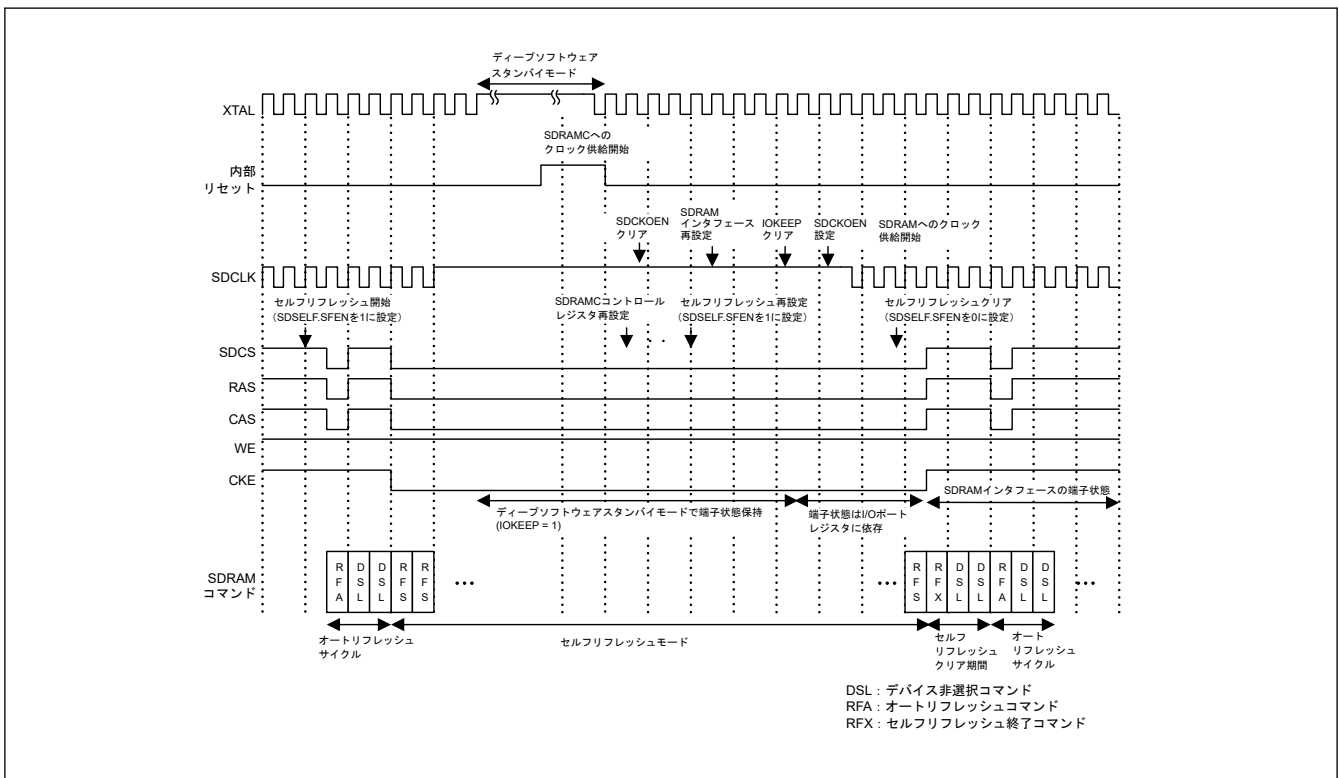 ディープソフトウェア
スタンバイモード
XTAL
SDRAMCへの
クロック供給開始
内部
リセット
SDCKOEN
クリア
SDRAM
インタフェース
再設定
IOKEEP
クリア
SDCKOEN
設定
SDRAMへのクロック
供給開始
SDCLK
セルフリフレッシュ開始
(SDSELF.SFENを1に設定)
SDRAMCコントロール
レジスタ再設定
セルフリフレッシュ再設定
(SDSELF.SFENを1に設定)
セルフリフレッシュクリア
(SDSELF.SFENを0に設定)
SDCS
RAS
CAS
WE
CKE
ディープソフトウェアスタンバイモードで端子状態保持
(IOKEEP = 1)
端子状態はI/Oポート
レジスタに依存
SDRAMインタフェースの端子状態
SDRAM
コマンド
RFA
DSL
DSL
RFS
RFS
...
...
RFS
RFX
DSL
DSL
RFA
DSL
DSL
...
オートリフレッシュ
サイクル
セルフリフレッシュモード
セルフ
リフレッシュ
クリア期間
オート
リフレッシュ
サイクル
DSL：デバイス非選択コマンド
RFA：オートリフレッシュコマンド
RFX：セルフリフレッシュ終了コマンド